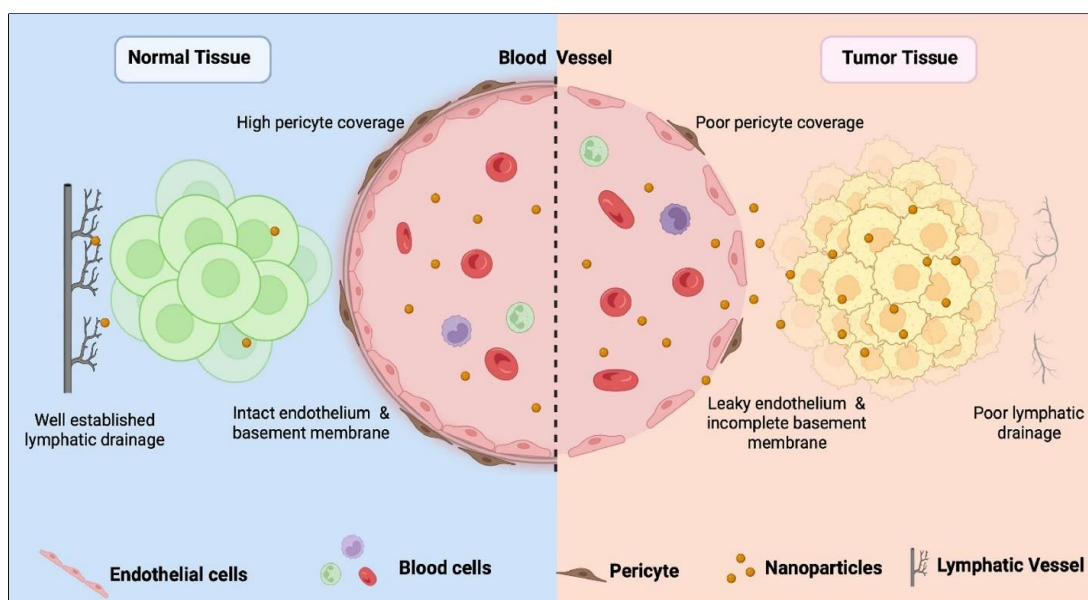 Normal Tissue
Blood Vessel
Tumor Tissue
High pericyte coverage
Poor pericyte coverage
Well established
lymphatic drainage
Intact endothelium &
basement membrane
Leaky endothelium &
incomplete basement
membrane
Poor lymphatic
drainage
Endothelial cells
Blood cells
Pericyte
Nanoparticles
Lymphatic Vessel